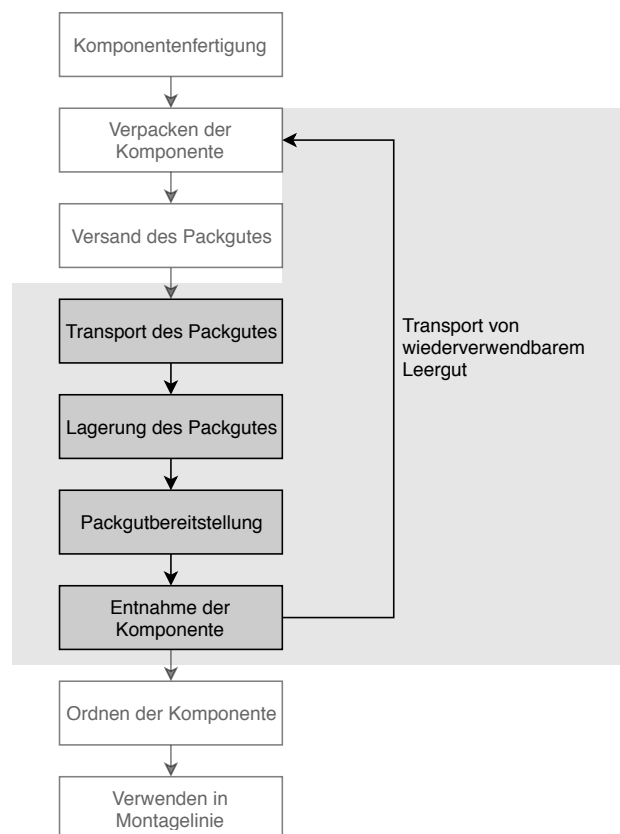 Komponentenfertigung
Verpacken der
Komponente
Versand des Packgutes
Transport des Packgutes
Transport von
wiederverwendbarem
Leergut
Lagerung des Packgutes
Packgutbereitstellung
Entnahme der
Komponente
Ordnen der Komponente
Verwenden in
Montagelinie